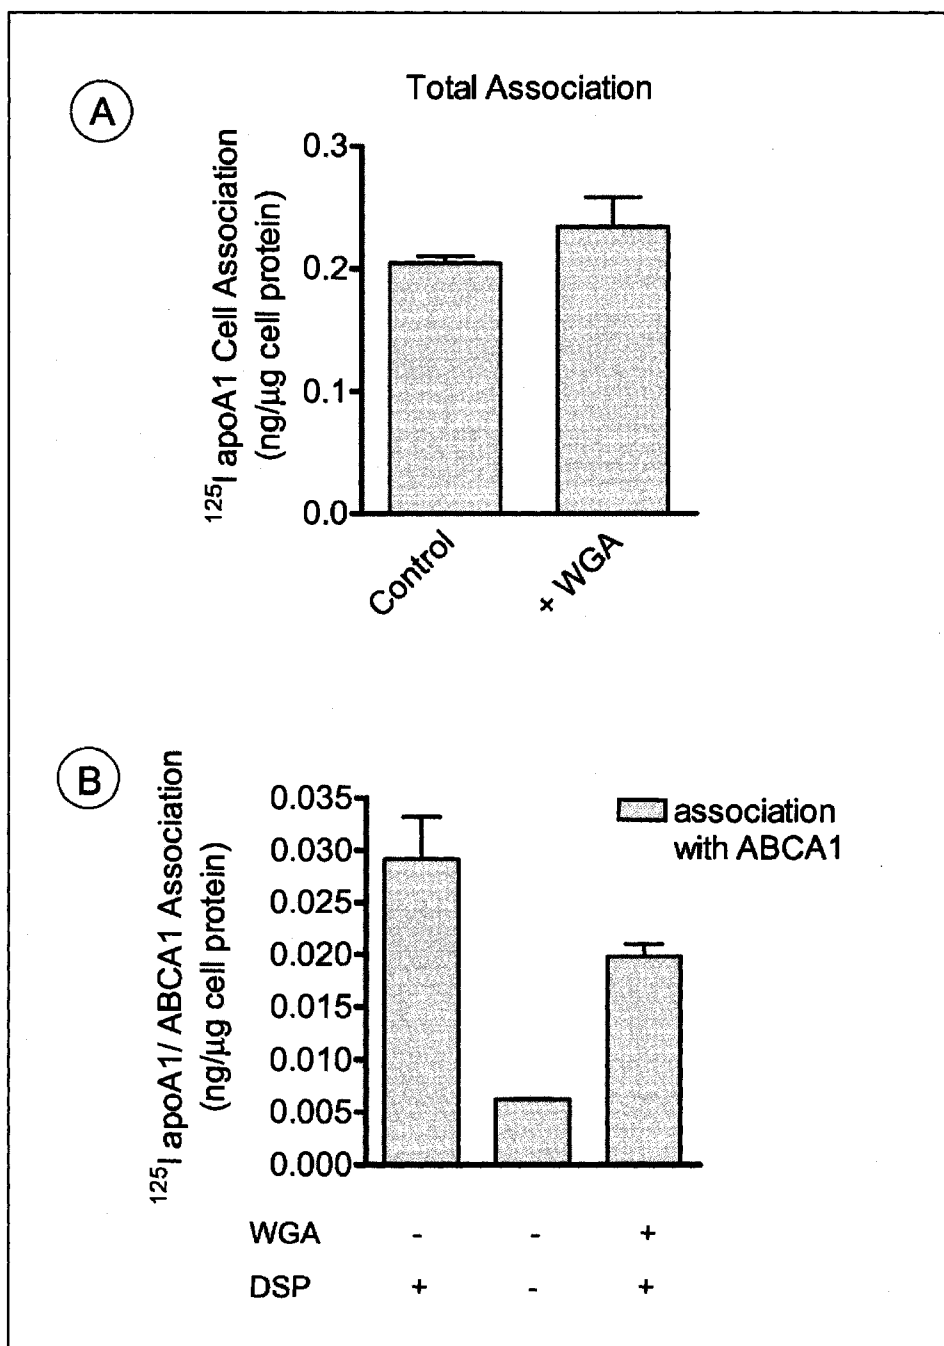 A
Total Association
125I apoA1 Cell Association
(ng/µg cell protein)
0.3
0.2
0.1
0.0
Control
+ WGA
B
125I apoA1/ ABCA1 Association
(ng/µg cell protein)
0.035
0.030
0.025
0.020
0.015
0.010
0.005
0.000
association
with ABCA1
WGA - - +
DSP + - +